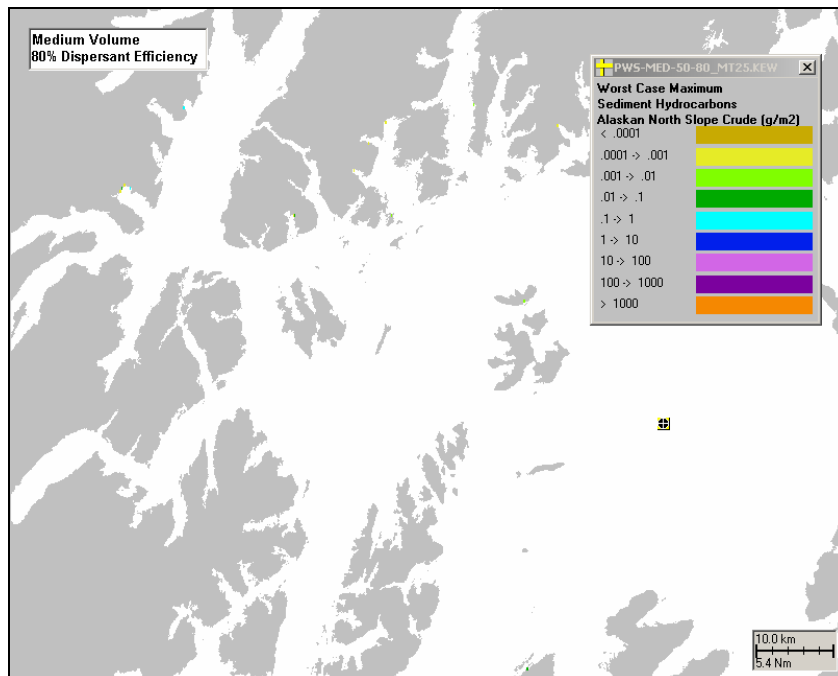 Medium Volume
80% Dispersant Efficiency
PWS-MED-50-80_MT25.KEW
Worst Case Maximum
Sediment Hydrocarbons
Alaskan North Slope Crude (g/m2)
< .0001
.0001 -> .001
.001 -> .01
.01 -> .1
.1 -> 1
1 -> 10
10 -> 100
100 -> 1000
> 1000
10.0 km
5.4 Nm